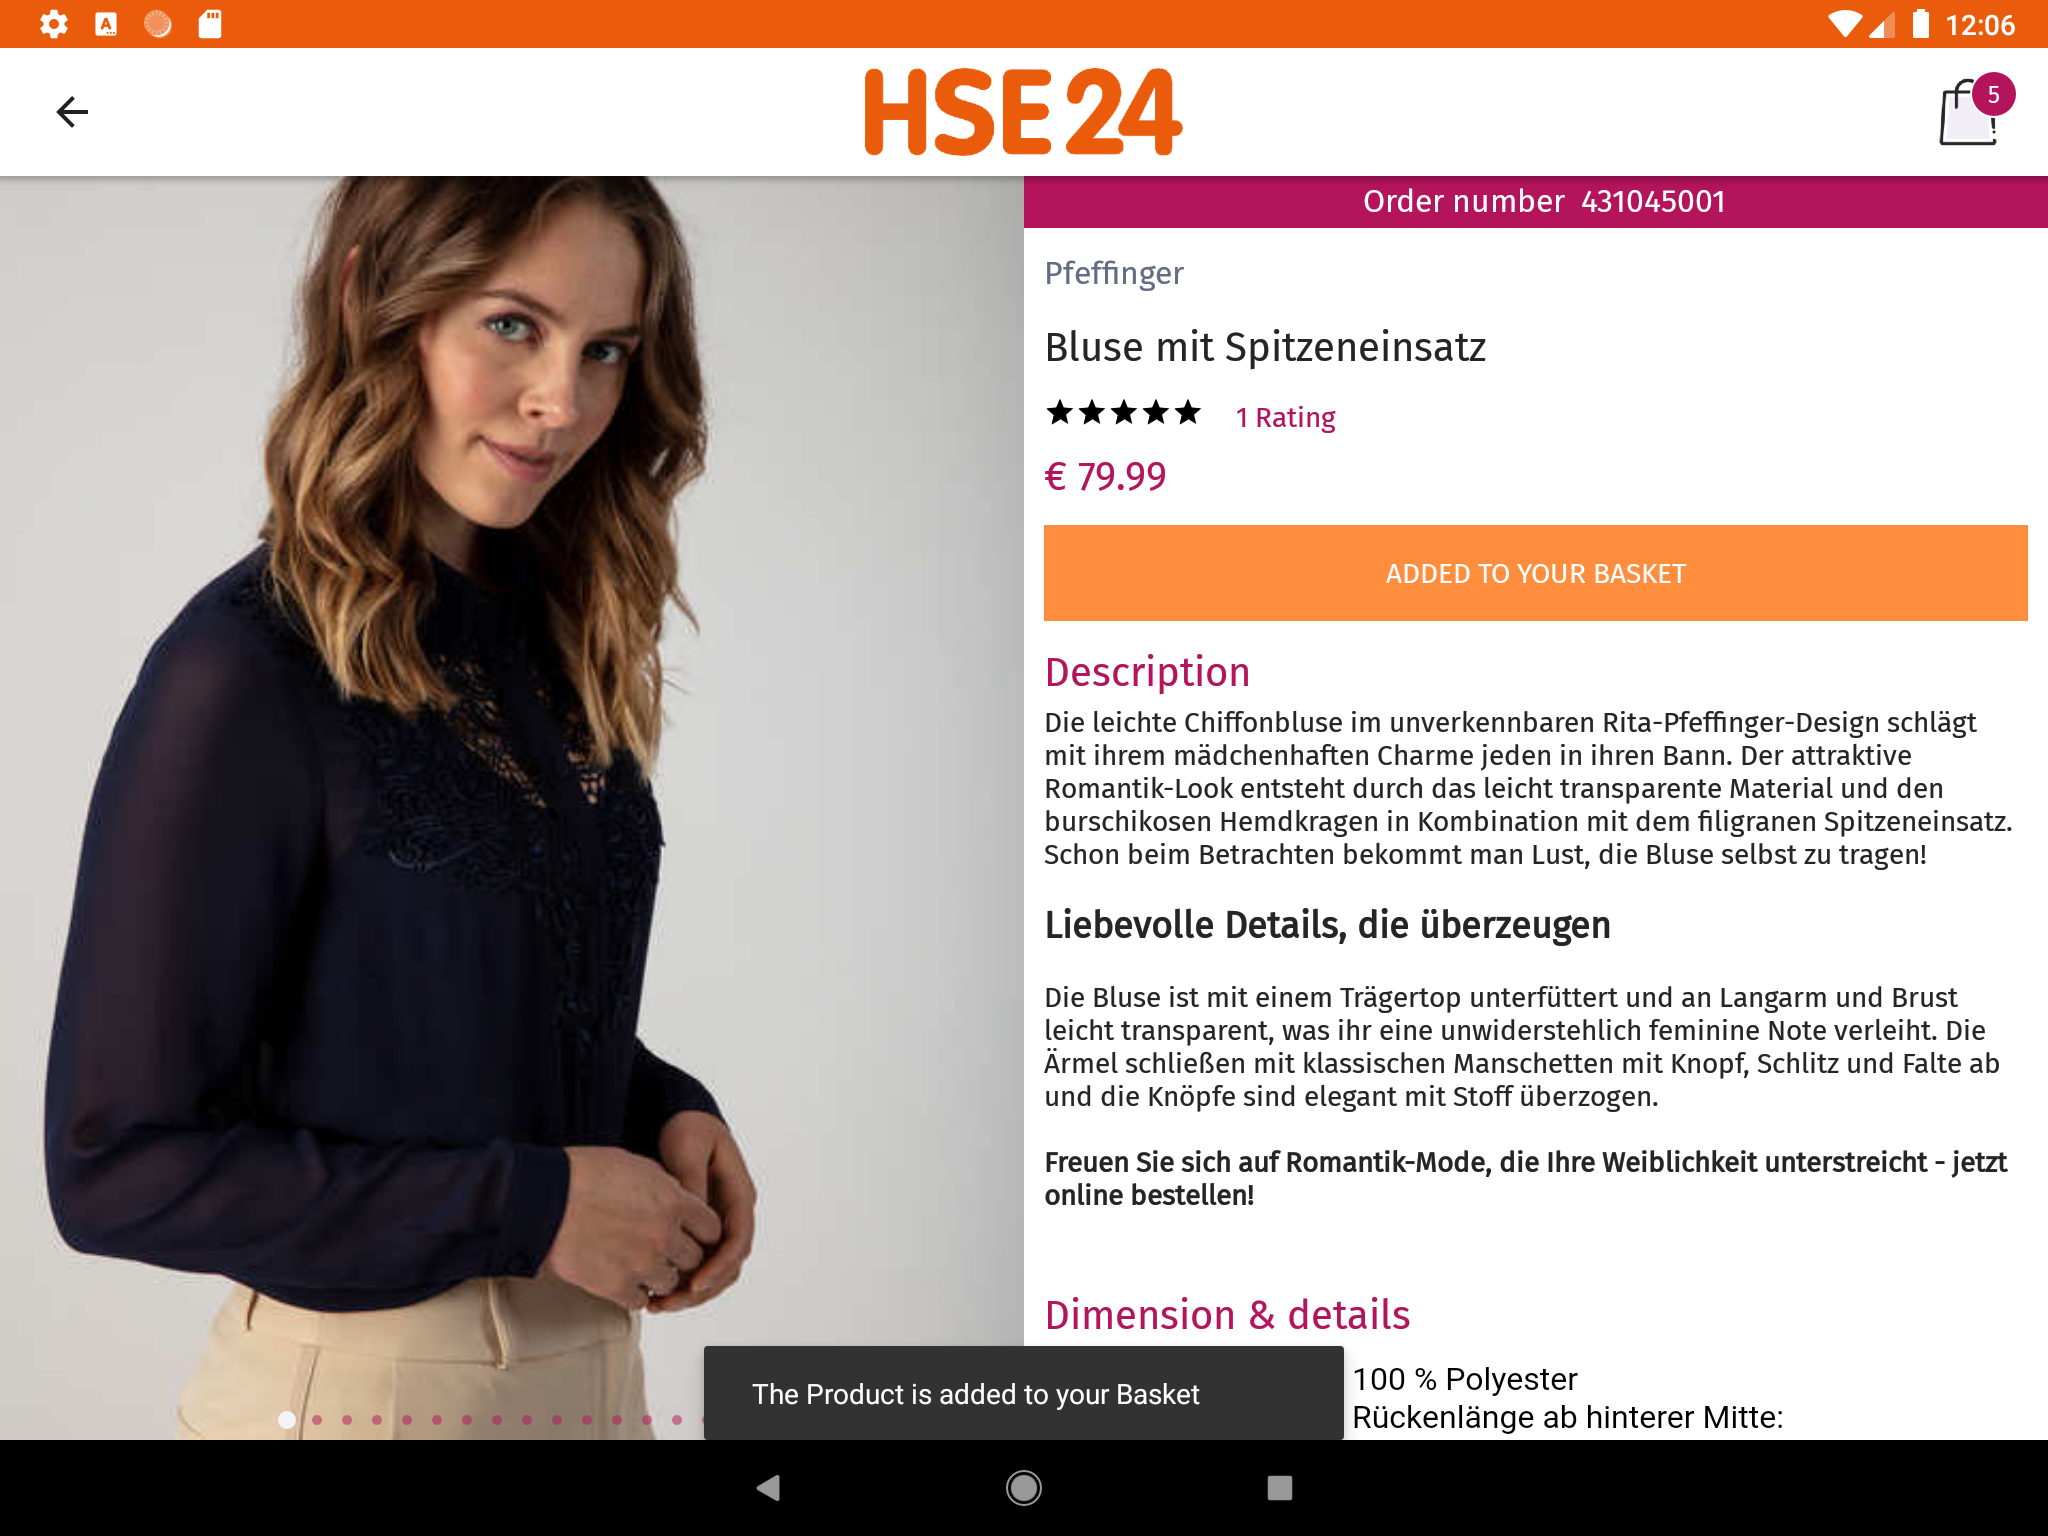 12:06
HSE24
5
Order number 431045001
Pfeffinger
Bluse mit Spitzeneinsatz
1 Rating
€ 79.99
ADDED TO YOUR BASKET
Description
Die leichte Chiffonbluse im unverkennbaren Rita-Pfeffinger-Design schlägt
mit ihrem mädchenhaften Charme jeden in ihren Bann. Der attraktive
Romantik-Look entsteht durch das leicht transparente Material und den
burschikosen Hemdkragen in Kombination mit dem filigranen Spitzeneinsatz.
Schon beim Betrachten bekommt man Lust, die Bluse selbst zu tragen!
Liebevolle Details, die überzeugen
Die Bluse ist mit einem Trägertop unterfüttert und an Langarm und Brust
leicht transparent, was ihr eine unwiderstehlich feminine Note verleiht. Die
Ärmel schließen mit klassischen Manschetten mit Knopf, Schlitz und Falte ab
und die Knöpfe sind elegant mit Stoff überzogen.
Freuen Sie sich auf Romantik-Mode, die Ihre Weiblichkeit unterstreicht - jetzt
online bestellen!
Dimension & details
100 % Polyester
Rückenlänge ab hinterer Mitte:
The Product is added to your Basket